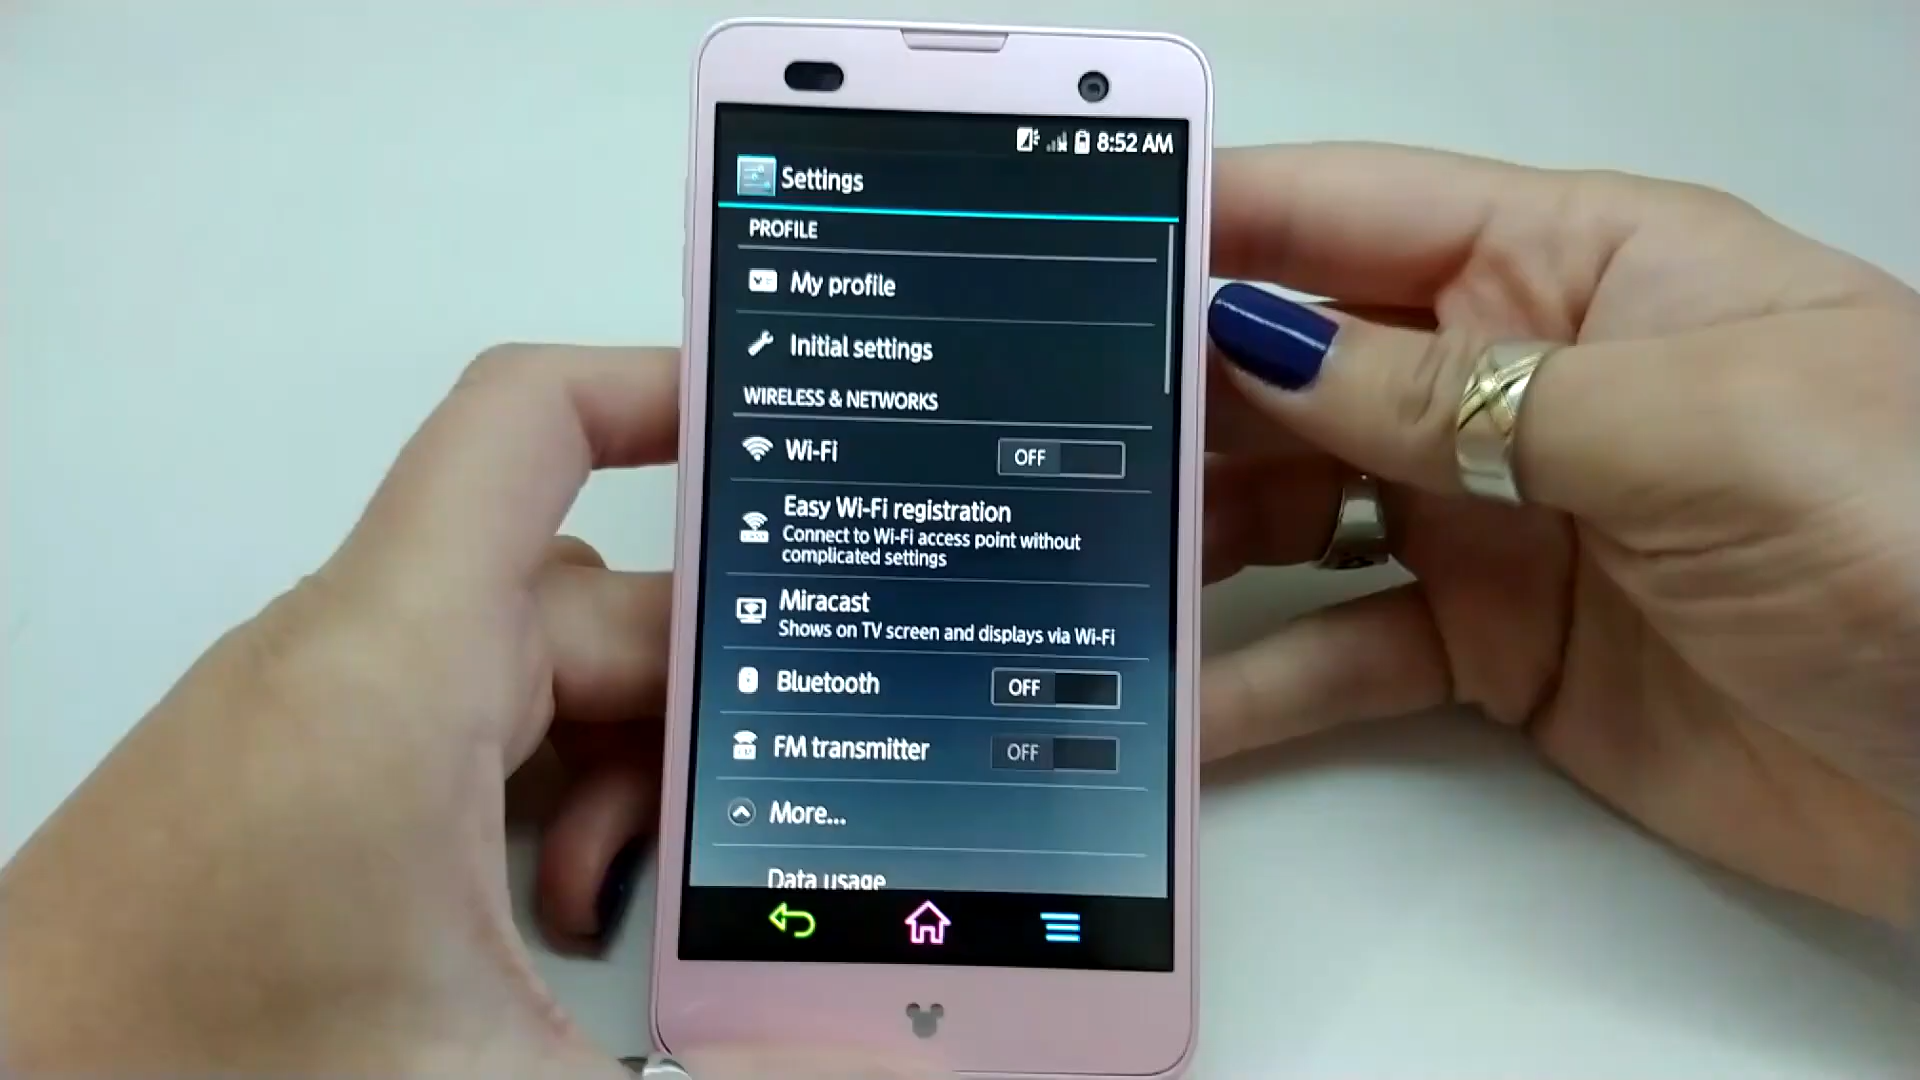 8:52 AM
Settings
PROFILE
My profile
Initial settings
WIRELESS & NETWORKS
Wi-Fi OFF
Easy Wi-Fi registration
Connect to Wi-Fi access point without
complicated settings
Miracast
Shows on TV screen and displays via Wi-Fi
Bluetooth OFF
FM transmitter OFF
More...
Data usage